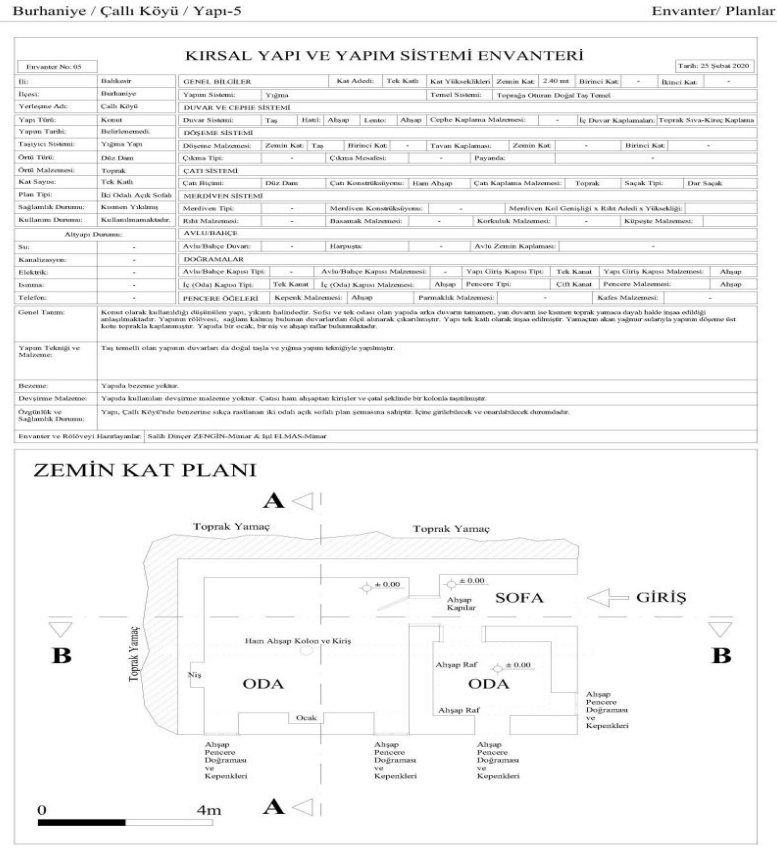 Burhaniye / Çallı Köyü / Yapı-5 Envanter/ Planlar
KIRSAL YAPI VE YAPIM SİSTEMİ ENVANTERİ
Envanter No: 05 Tarih: 25 Şubat 2020
İli: Balıkesir GENEL BİLGİLER Kat Adedi: Tek Katlı Kat Yükseklikleri Zemin Kat: 2.40 mt Birinci Kat: - İkinci Kat: -
İlçesi: Burhaniye Yapım Sistemi: Yığma Temel Sistemi: Toprağa Oturan Doğal Taş Temel
Yerleşme Adı: Çallı Köyü DUVAR VE CEPHE SİSTEMİ
Yapı Türü: Konut Duvar Sistemi: Taş Hatıl: Ahşap Lento: Ahşap Cephe Kaplama Malzemesi: - İç Duvar Kaplamaları: Toprak Sıva-Kireç Kaplama
Yapım Tarihi: Belirlenemedi. DÖŞEME SİSTEMİ
Taşıyıcı Sistemi: Yığma Yapı Döşeme Malzemesi: Zemin Kat: Taş Birinci Kat: - Tavan Kaplaması: Zemin Kat: - Birinci Kat: -
Örtü Türü: Düz Dam Çıkma Tipi: - Çıkma Mesafesi: - Payanda: -
Örtü Malzemesi: Toprak ÇATI SİSTEMİ
Kat Sayısı: Tek Katlı Çatı Biçimi: Düz Dam Çatı Konstrüksiyonu: Ham Ahşap Çatı Kaplama Malzemesi: Toprak Saçak Tipi: Dar Saçak
Plan Tipi: İki Odalı Açık Sofalı MERDİVEN SİSTEMİ
Sağlamlık Durumu: Kısmen Yıkılmış Merdiven Tipi: - Merdiven Konstrüksiyonu: - Merdiven Kol Genişliği x Rıht Adedi x Yüksekliği:
Kullanım Durumu: Kullanılmamaktadır. Rıht Malzemesi: - Basamak Malzemesi: - Korkuluk Malzemesi: - Küpeşte Malzemesi:
Altyapı Durumu: AVLU/BAHÇE
Su: - Avlu/Bahçe Duvarı: - Harpuşta: - Avlu Zemin Kaplaması: -
Kanalizasyon: - DOĞRAMALAR
Elektrik: - Avlu/Bahçe Kapısı Tipi: - Avlu/Bahçe Kapısı Malzemesi: - Yapı Giriş Kapısı Tipi: Tek Kanat Yapı Giriş Kapısı Malzemesi: Ahşap
Isınma: - İç (Oda) Kapısı Tipi: Tek Kanat İç (Oda) Kapısı Malzemesi: Ahşap Pencere Tipi: Çift Kanat Pencere Malzemesi: Ahşap
Telefon: - PENCERE ÖĞELERİ Kepenk Malzemesi: Ahşap Parmaklık Malzemesi: - Kafes Malzemesi: -
Genel Tanım: Konut olarak kullanıldığı düşünülen yapı, yıkıntı halindedir. Sofa ve tek odası olan yapıda arka duvarın tamamen, yan duvarın ise kısmen toprak yamaca dayalı halde inşaa edildiği
anlaşılmaktadır. Yapının rölövesi, sağlam kalmış bulunan duvarlardan ölçü alınarak çıkarılmıştır. Yapı tek katlı olarak inşaa edilmiştir. Yamaçtan akan yağmur sularıyla yapının döşeme üst
kotu toprakla kaplanmıştır. Yapıda bir ocak, bir niş ve ahşap raflar bulunmaktadır.
Yapım Tekniği ve Malzeme: Taş temelli olan yapının duvarları da doğal taşla ve yığma yapım tekniğiyle yapılmıştır.
Bezeme: Yapıda bezeme yoktur.
Devşirme Malzeme: Yapıda kullanılan devşirme malzeme yoktur. Çatısı ham ahşaptan kirişler ve çatal şeklinde bir kolonla taşıtılmıştır.
Özgünlük ve Sağlamlık Durumu: Yapı, Çallı Köyü'nde benzerine sıkça rastlanan iki odalı açık sofalı plan şemasına sahiptir. İçine girilebilecek ve onarılabilecek durumdadır.
Envanter ve Rölöveyi Hazırlayanlar: Salih Dinçer ZENGİN-Mimar & Işıl ELMAS-Mimar
ZEMİN KAT PLANI
A
Toprak Yamaç Toprak Yamaç
± 0.00 ± 0.00
Ahşap Kapılar
SOFA GİRİŞ
B B
Toprak Yamaç
Ham Ahşap Kolon ve Kiriş
Ahşap Raf ± 0.00
Niş
ODA ODA
Ahşap Raf
Ocak
Ahşap
Pencere
Doğraması
ve
Kepenkleri
Ahşap
Pencere
Doğraması
ve
Kepenkleri
Ahşap
Pencere
Doğraması
ve
Kepenkleri
Ahşap
Pencere
Doğraması
ve
Kepenkleri
0 4m
A